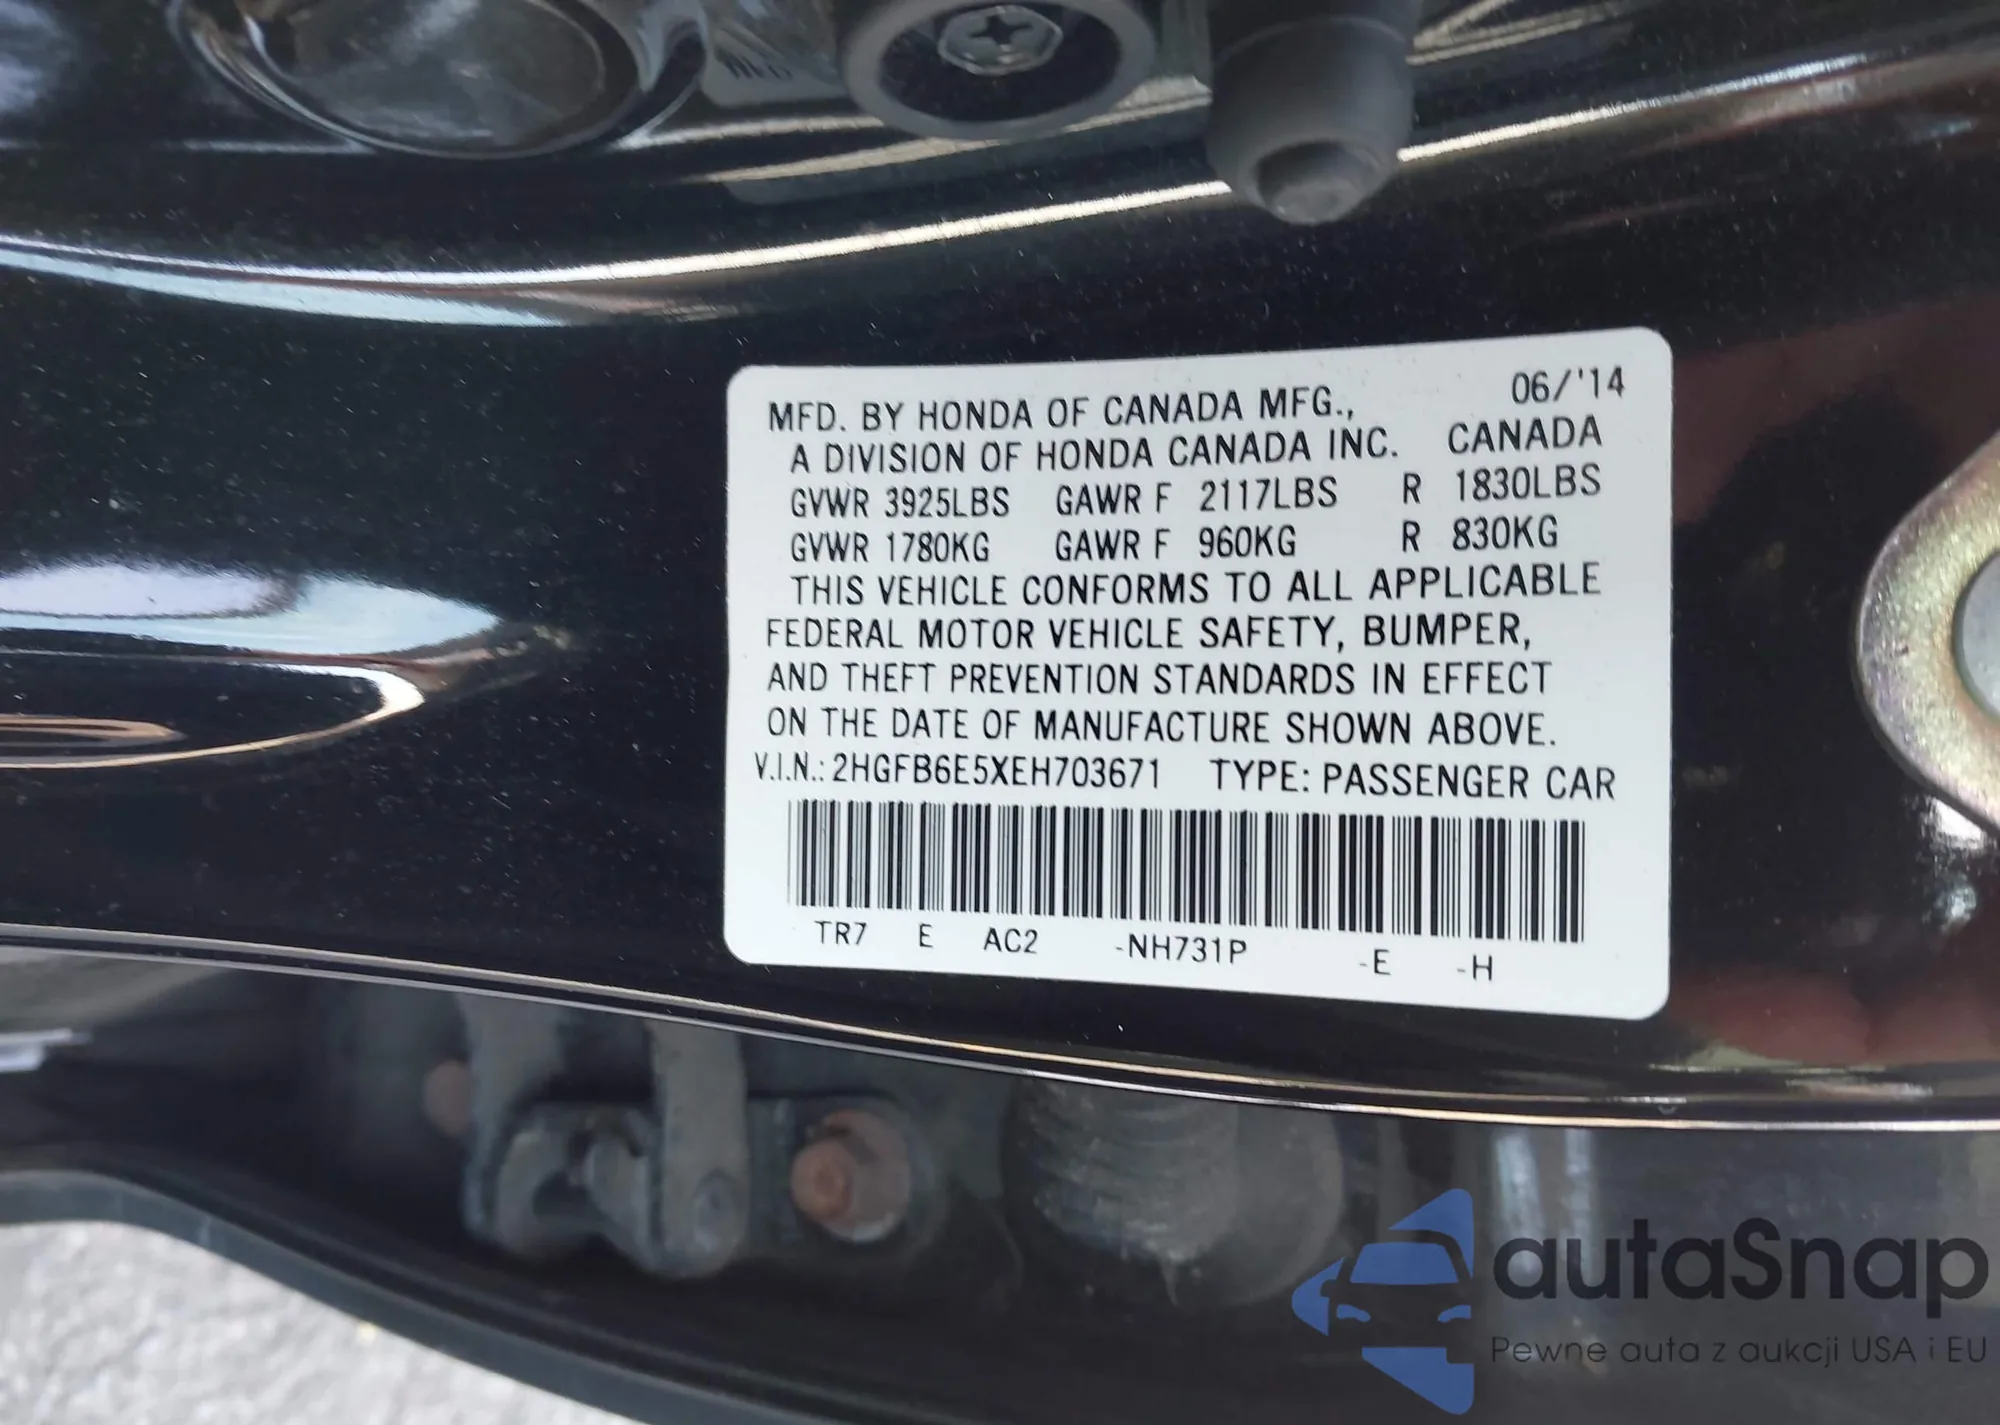 06/'14
MFD. BY HONDA OF CANADA MFG.,
A DIVISION OF HONDA CANADA INC. CANADA
GVWR 3925LBS GAWR F 2117LBS R 1830LBS
GVWR 1780KG GAWR F 960KG R 830KG
THIS VEHICLE CONFORMS TO ALL APPLICABLE
FEDERAL MOTOR VEHICLE SAFETY, BUMPER,
AND THEFT PREVENTION STANDARDS IN EFFECT
ON THE DATE OF MANUFACTURE SHOWN ABOVE.
V.I.N.: 2HGFB6E5XEH703671 TYPE: PASSENGER CAR
TR7 E AC2 -NH731P -E -H
autaSnap
Pewne auta z aukcji USA i EU